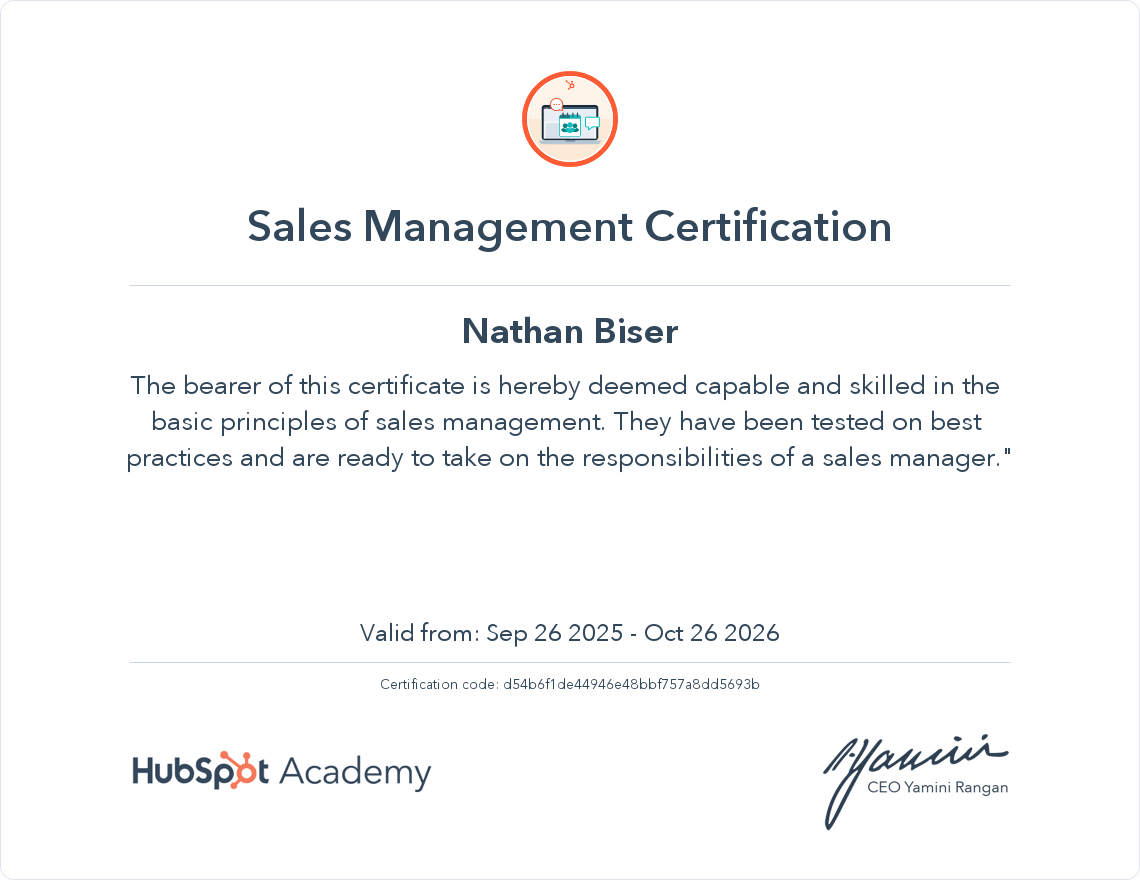 Sales Management Certification
Nathan Biser
The bearer of this certificate is hereby deemed capable and skilled in the
basic principles of sales management. They have been tested on best
practices and are ready to take on the responsibilities of a sales manager."
Valid from: Sep 26 2025 - Oct 26 2026
Certification code: d54b6f1de44946e48bbf757a8dd5693b
HubSpot Academy
Yamini
CEO Yamini Rangan